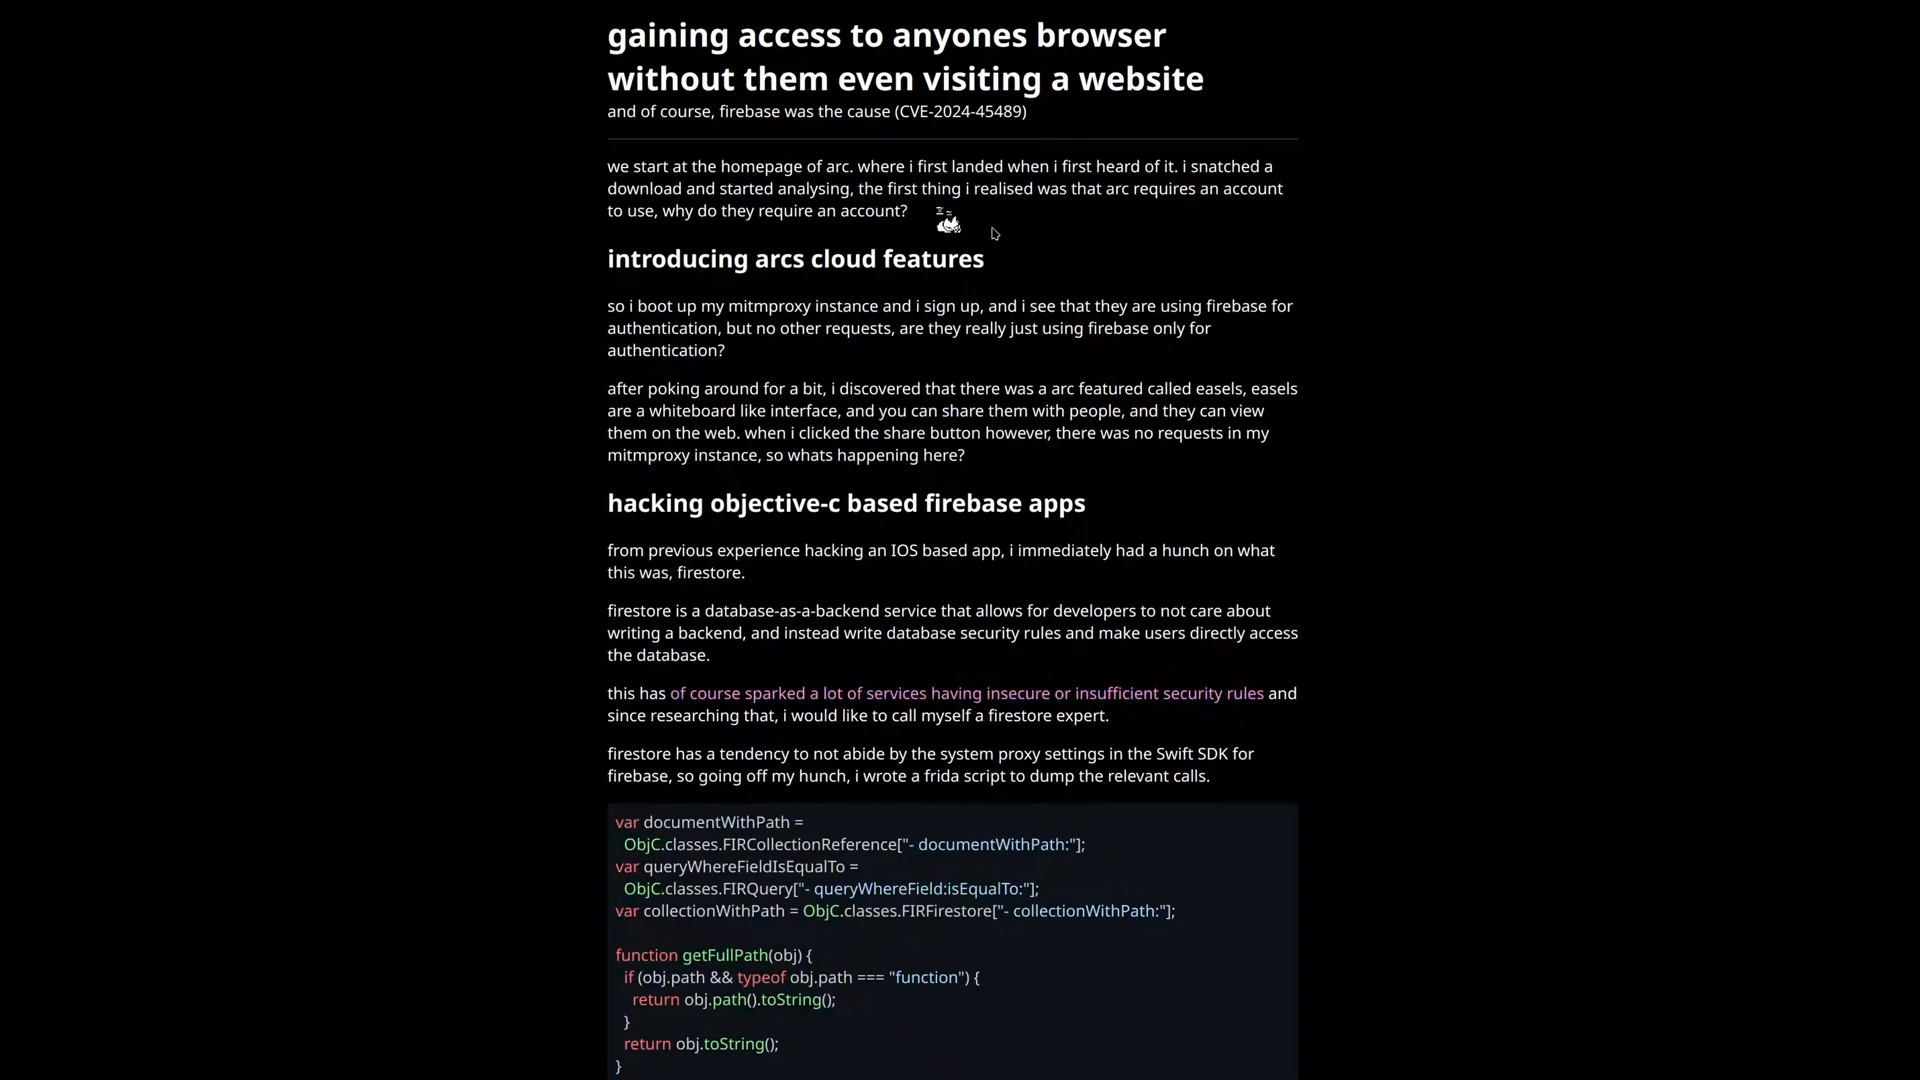 gaining access to anyones browser
without them even visiting a website
and of course, firebase was the cause (CVE-2024-45489)
we start at the homepage of arc. where i first landed when i first heard of it. i snatched a
download and started analysing, the first thing i realised was that arc requires an account
to use, why do they require an account?
introducing arcs cloud features
so i boot up my mitmproxy instance and i sign up, and i see that they are using firebase for
authentication, but no other requests, are they really just using firebase only for
authentication?
after poking around for a bit, i discovered that there was a arc featured called easels, easels
are a whiteboard like interface, and you can share them with people, and they can view
them on the web. when i clicked the share button however, there was no requests in my
mitmproxy instance, so whats happening here?
hacking objective-c based firebase apps
from previous experience hacking an IOS based app, i immediately had a hunch on what
this was, firestore.
firestore is a database-as-a-backend service that allows for developers to not care about
writing a backend, and instead write database security rules and make users directly access
the database.
this has of course sparked a lot of services having insecure or insufficient security rules and
since researching that, i would like to call myself a firestore expert.
firestore has a tendency to not abide by the system proxy settings in the Swift SDK for
firebase, so going off my hunch, i wrote a frida script to dump the relevant calls.
var documentWithPath =
  ObjC.classes.FIRCollectionReference["- documentWithPath:"];
var queryWhereFieldIsEqualTo =
  ObjC.classes.FIRQuery["- queryWhereField:isEqualTo:"];
var collectionWithPath = ObjC.classes.FIRFirestore["- collectionWithPath:"];
function getFullPath(obj) {
  if (obj.path && typeof obj.path === "function") {
    return obj.path().toString();
  }
  return obj.toString();
}